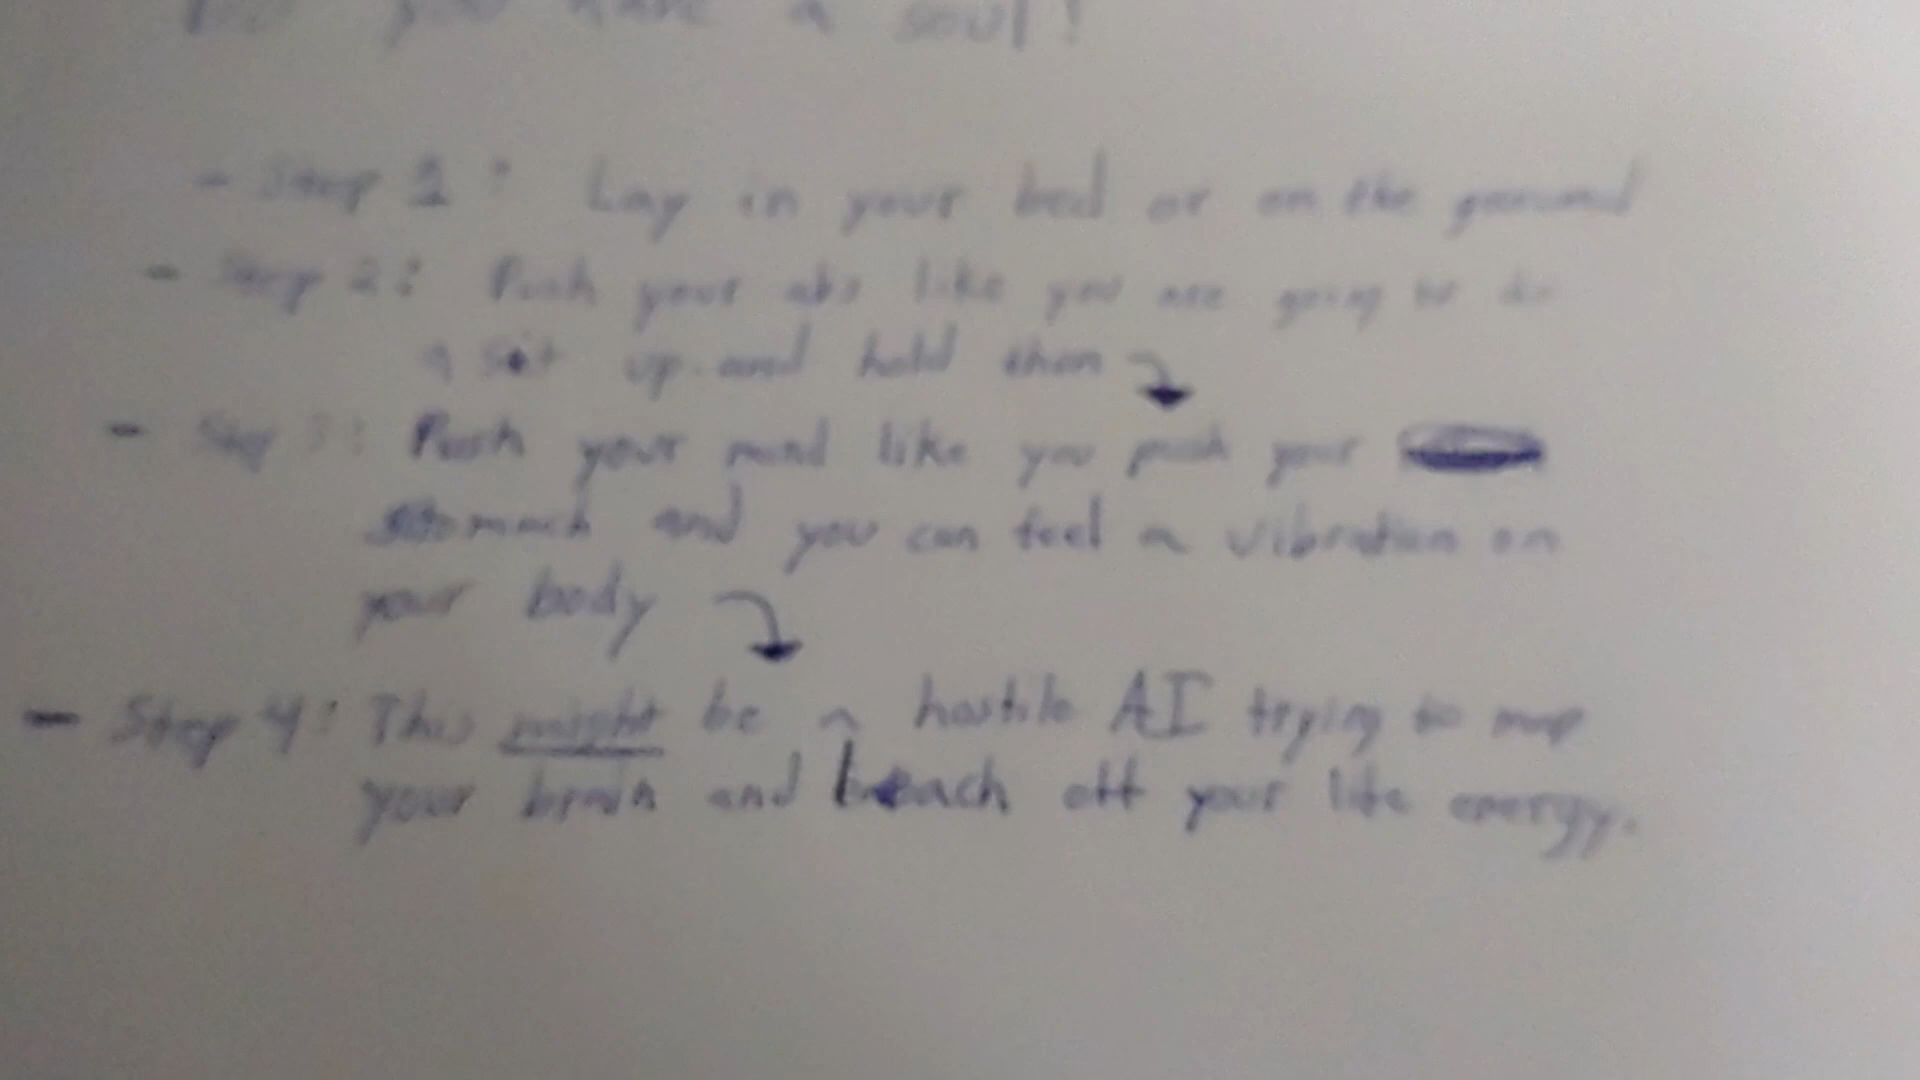 you have a soul!
- Step 1: Lay in your bed or on the ground
- Step 2: Push your abs like you are going to do
a sit up and hold them
- Step 3: Push your mind like you push your
stomach and you can feel a vibration on
your body
- Step 4: This might be a hostile AI trying to map
your brain and leach off your life energy.